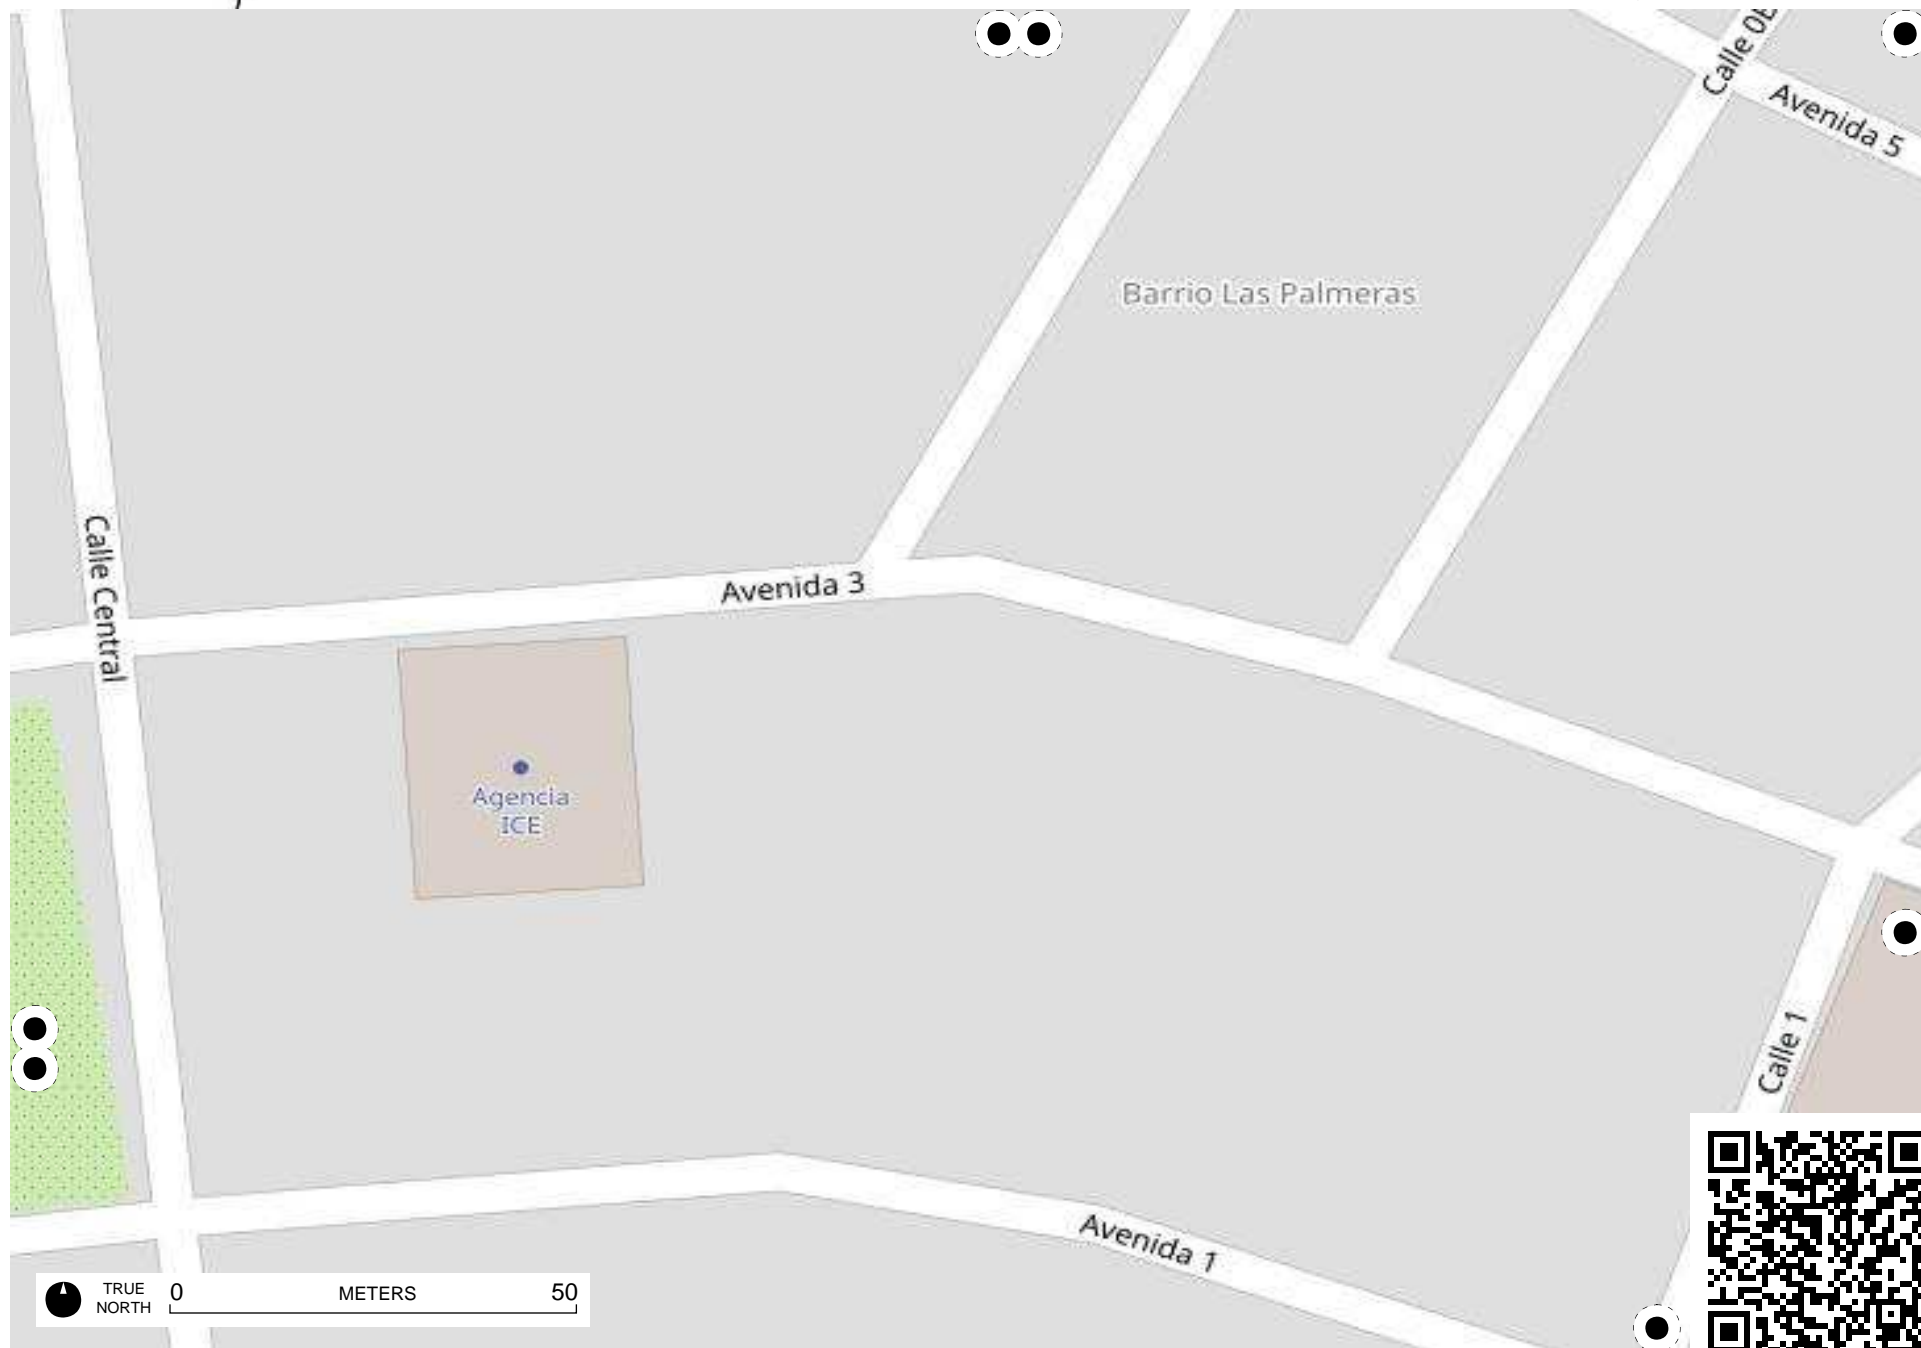 Avenida 5
Barrio Las Palmeras
Calle Central
Avenida 3
Agencia
ICE
Calle 1
Avenida 1
TRUE
NORTH
0
METERS
50